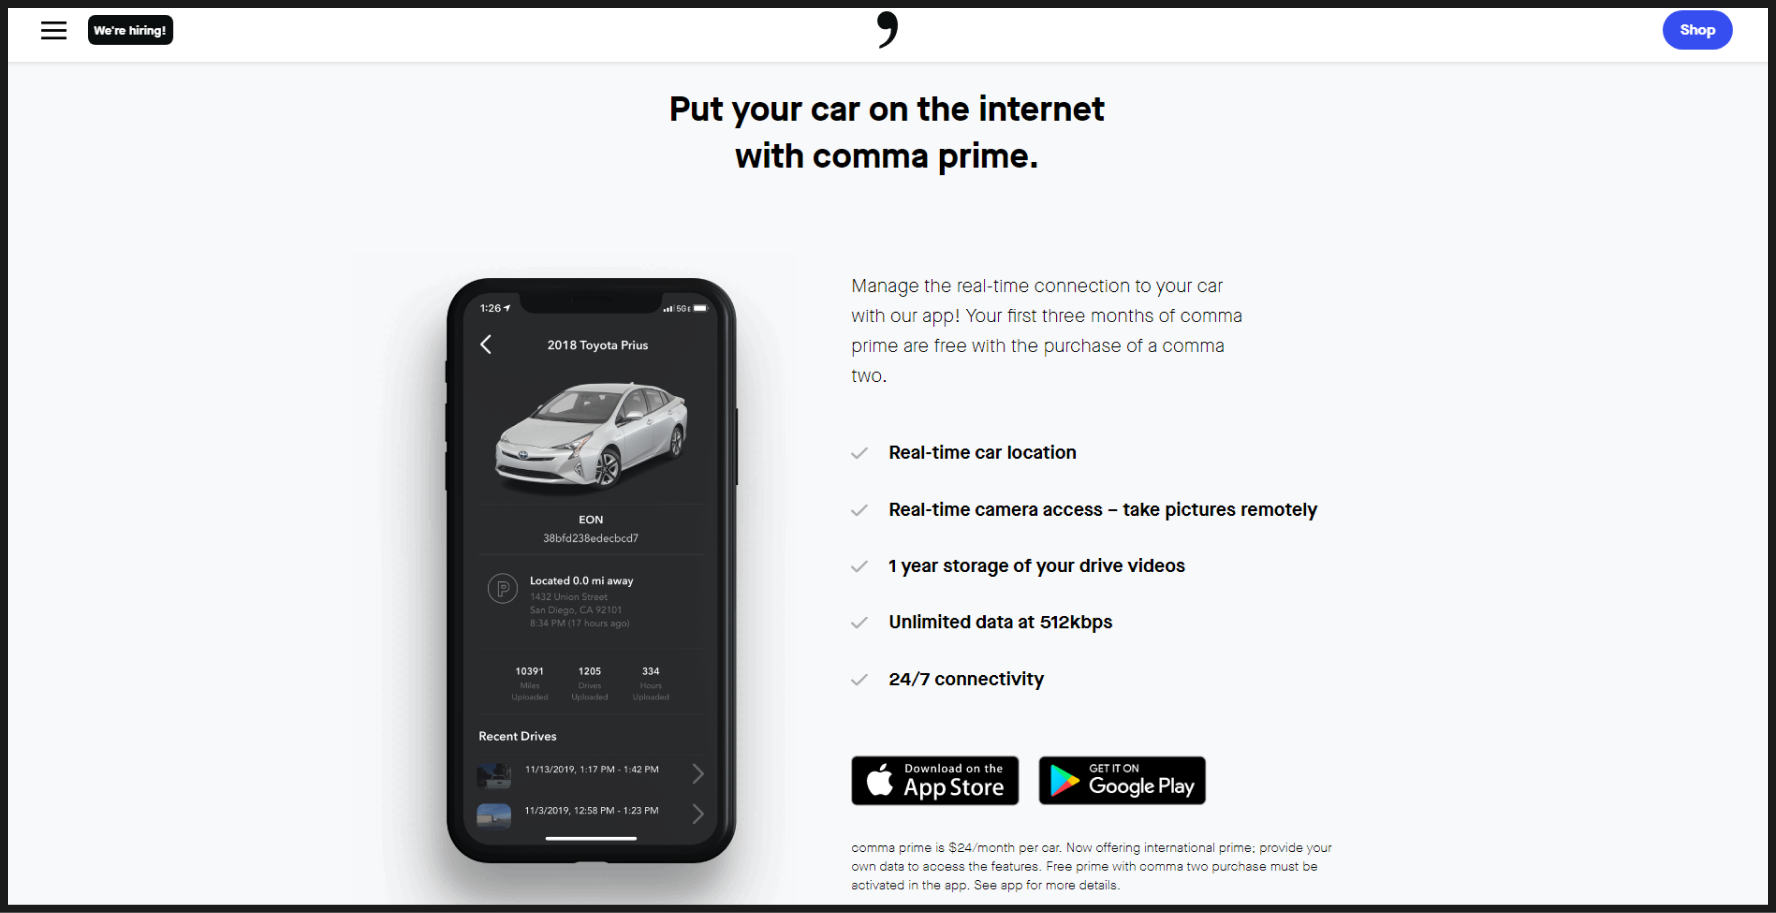 We're hiring!
Shop
Put your car on the internet
with comma prime.
1:26
5GE
2018 Toyota Prius
EON
38bfd238edecbcd7
P
Located 0.0 mi away
1432 Union Street
San Diego, CA 92101
8:34 PM (17 hours ago)
10391 1205 334
Miles Drives Hours
Uploaded Uploaded Uploaded
Recent Drives
11/13/2019, 1:17 PM - 1:42 PM
11/3/2019, 12:58 PM - 1:23 PM
Manage the real-time connection to your car
with our app! Your first three months of comma
prime are free with the purchase of a comma
two.
Real-time car location
Real-time camera access – take pictures remotely
1 year storage of your drive videos
Unlimited data at 512kbps
24/7 connectivity
Download on the
App Store
GET IT ON
Google Play
comma prime is $24/month per car. Now offering international prime; provide your
own data to access the features. Free prime with comma two purchase must be
activated in the app. See app for more details.